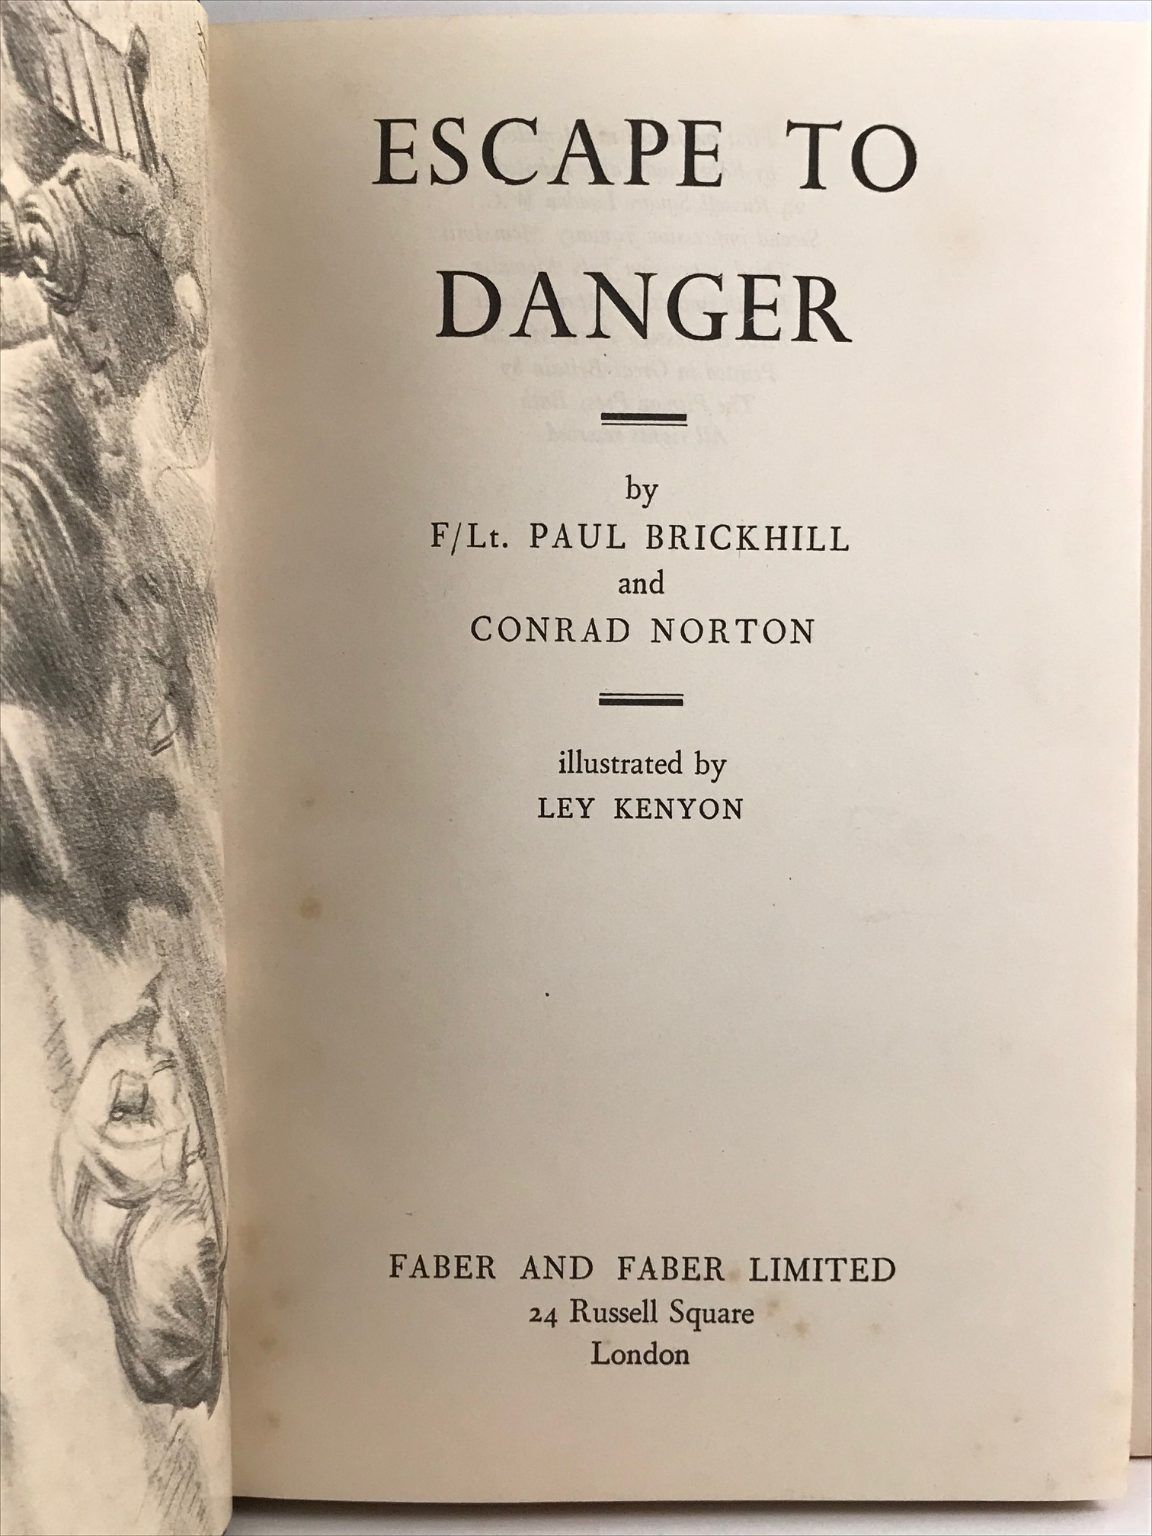 ESCAPE TO
DANGER
by
F/Lt. PAUL BRICKHILL
and
CONRAD NORTON
illustrated by
LEY KENYON
FABER AND FABER LIMITED
24 Russell Square
London